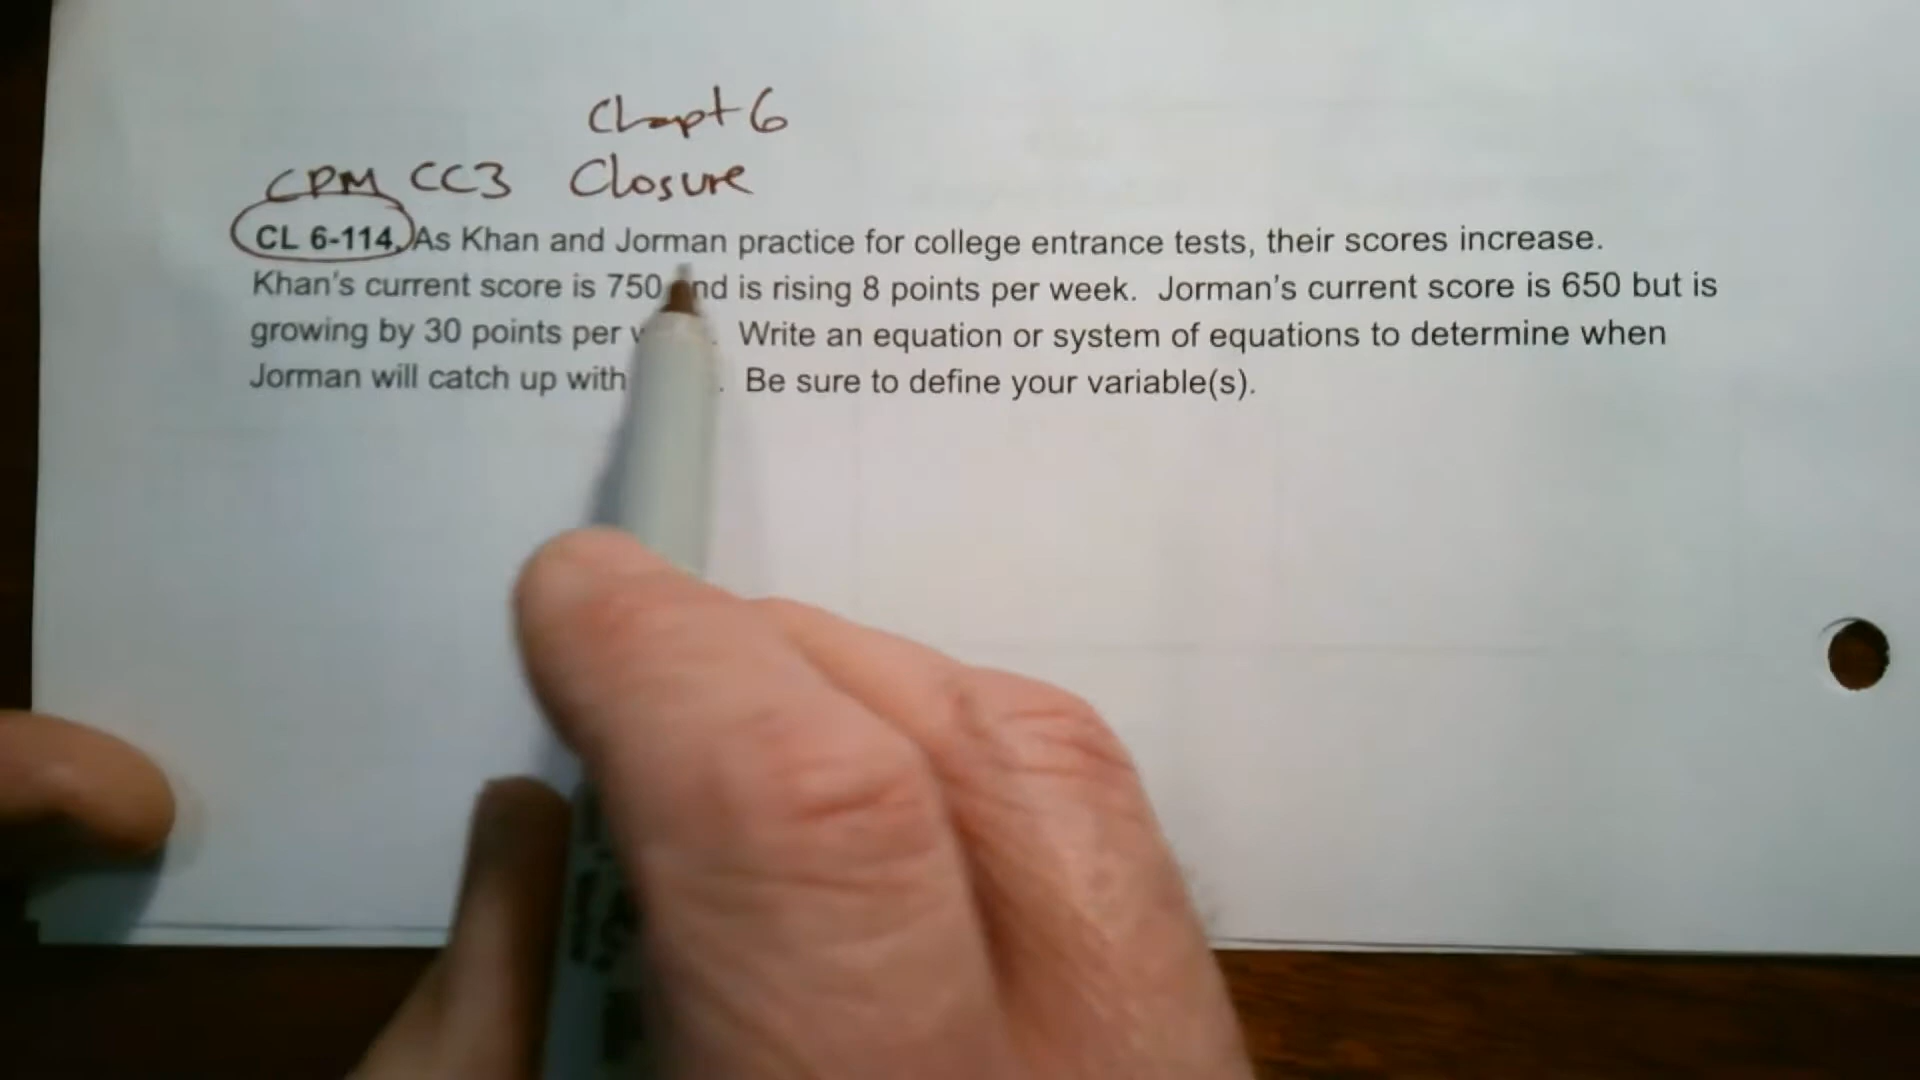 Chapt 6
CPM CC3 Closure
CL 6-114. As Khan and Jorman practice for college entrance tests, their scores increase.
Khan's current score is 750 and is rising 8 points per week. Jorman's current score is 650 but is
growing by 30 points per . Write an equation or system of equations to determine when
Jorman will catch up with . Be sure to define your variable(s).